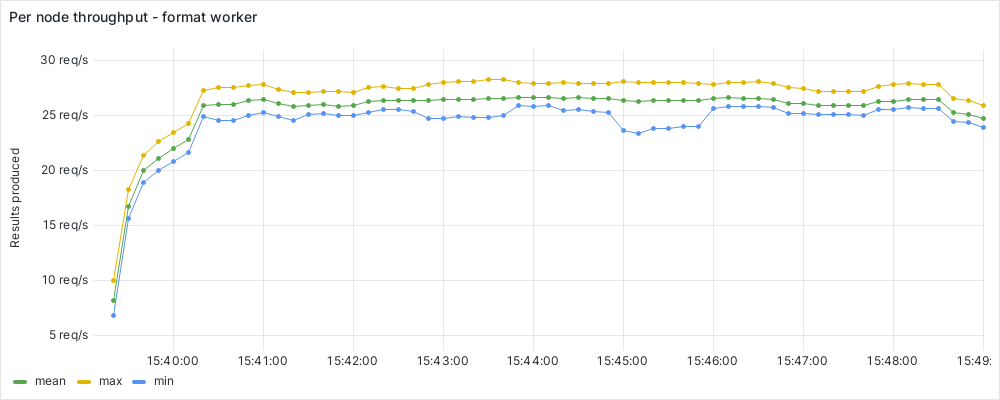 Per node throughput - format worker
Results produced
30 req/s
25 req/s
20 req/s
15 req/s
10 req/s
5 req/s
15:40:00 15:41:00 15:42:00 15:43:00 15:44:00 15:45:00 15:46:00 15:47:00 15:48:00 15:49:
mean max min